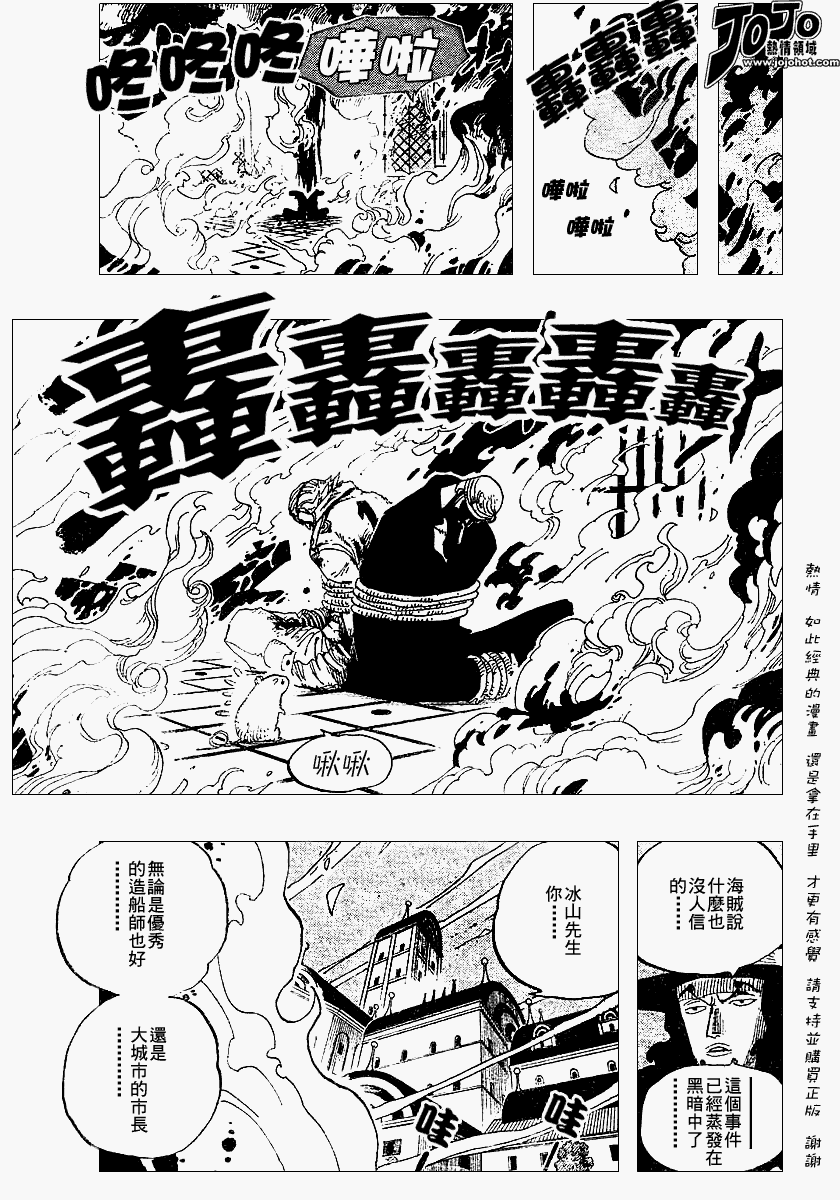 JOJO
熱情領域
www.jojohot.com
轟轟轟
嘩啦
嘩啦
嘩啦
咚咚咚
轟轟轟轟轟
啾啾
海賊說
什麼也
沒人信
的………
這個事件
已經蒸發在
黑暗中了
………
冰山先生
你……
哇
哇
無論是優秀
的造船師也好
………
還是
大城市的市長
…………
熱情 如此經典的漫畫 還是拿在手里 才更有感覺 請支持並購買正版 謝謝